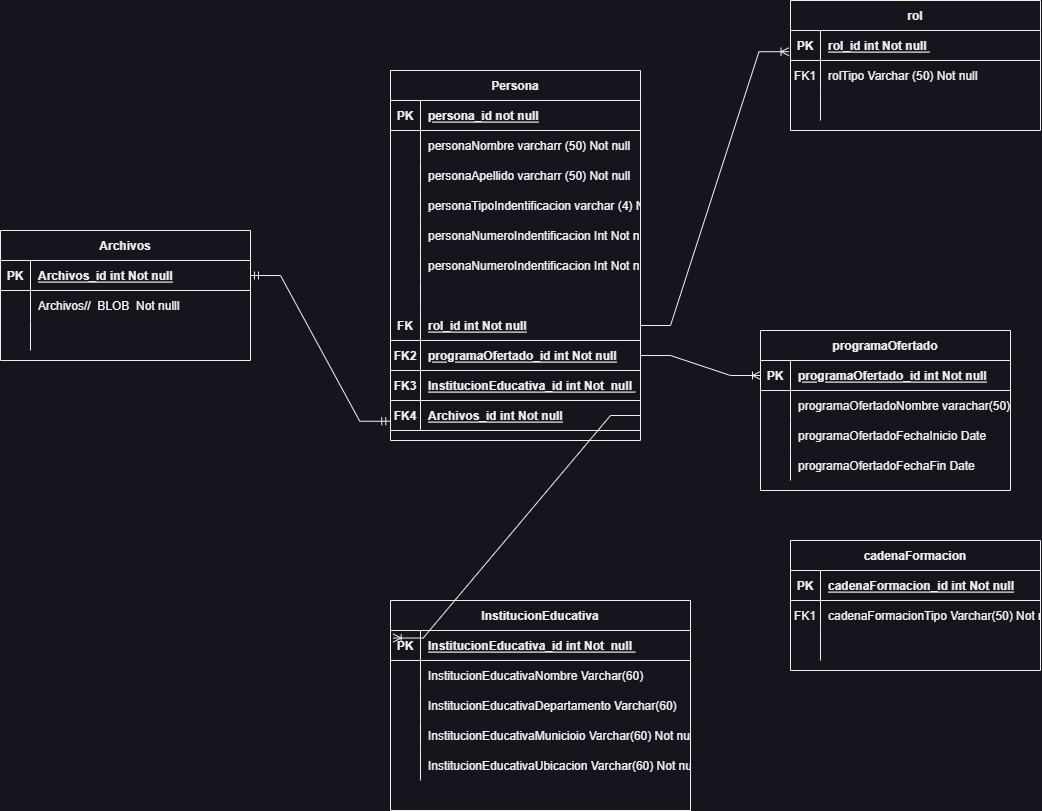 rol
PK rol_id int Not null
FK1 rolTipo Varchar (50) Not null
Persona
PK persona_id not null
personaNombre varcharr (50) Not null
personaApellido varcharr (50) Not null
personaTipoIndentificacion varchar (4) N
personaNumeroIndentificacion Int Not n
personaNumeroIndentificacion Int Not n
FK rol_id int Not null
FK2 programaOfertado_id int Not null
FK3 InstitucionEducativa_id int Not null
FK4 Archivos_id int Not null
Archivos
PK Archivos_id int Not null
Archivos// BLOB Not nulll
programaOfertado
PK programaOfertado_id int Not null
programaOfertadoNombre varachar(50)
programaOfertadoFechaInicio Date
programaOfertadoFechaFin Date
cadenaFormacion
PK cadenaFormacion_id int Not null
FK1 cadenaFormacionTipo Varchar(50) Not n
InstitucionEducativa
PK InstitucionEducativa_id int Not null
InstitucionEducativaNombre Varchar(60)
InstitucionEducativaDepartamento Varchar(60)
InstitucionEducativaMunicioio Varchar(60) Not nu
InstitucionEducativaUbicacion Varchar(60) Not nu